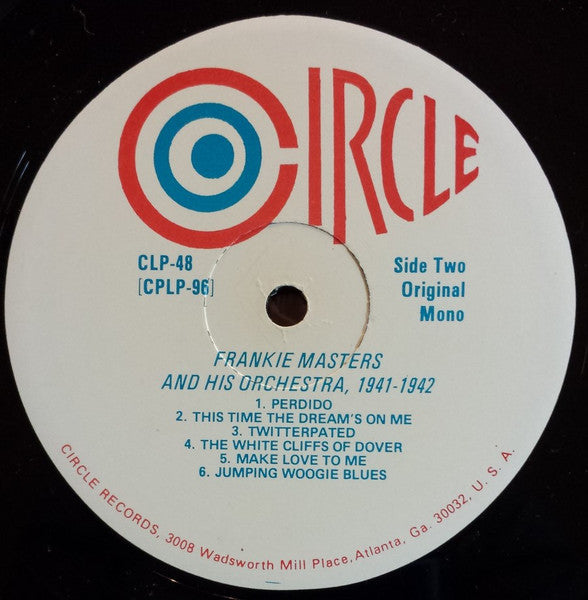 CIRCLE
CLP-48
[CPLP-96]
Side Two
Original
Mono
FRANKIE MASTERS
AND HIS ORCHESTRA, 1941-1942
1. PERDIDO
2. THIS TIME THE DREAM'S ON ME
3. TWITTERPATED
4. THE WHITE CLIFFS OF DOVER
5. MAKE LOVE TO ME
6. JUMPING WOOGIE BLUES
CIRCLE RECORDS, 3008 Wadsworth Mill Place, Atlanta, Ga. 30032, U. S. A.